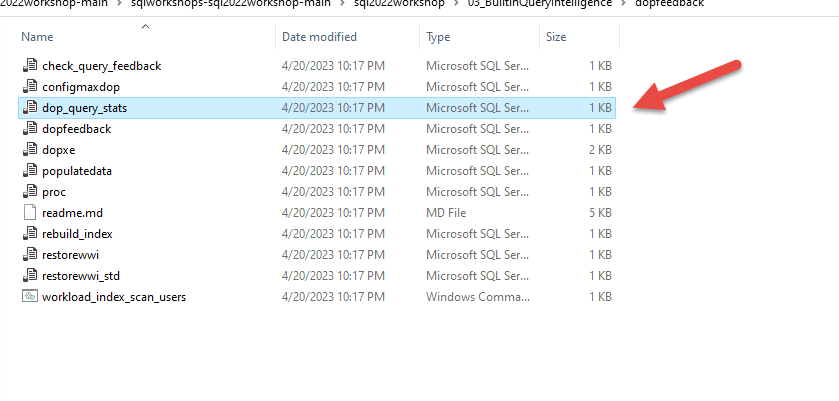 2022workshop-main > sqlworkshops-sql2022workshop-main > sql2022workshop > 03_BuiltinQueryIntelligence > dopfeedback
Name Date modified Type Size
check_query_feedback 4/20/2023 10:17 PM Microsoft SQL Ser... 1 KB
configmaxdop 4/20/2023 10:17 PM Microsoft SQL Ser... 1 KB
dop_query_stats 4/20/2023 10:17 PM Microsoft SQL Ser... 1 KB
dopfeedback 4/20/2023 10:17 PM Microsoft SQL Ser... 1 KB
dopxe 4/20/2023 10:17 PM Microsoft SQL Ser... 2 KB
populatedata 4/20/2023 10:17 PM Microsoft SQL Ser... 1 KB
proc 4/20/2023 10:17 PM Microsoft SQL Ser... 1 KB
readme.md 4/20/2023 10:17 PM MD File 5 KB
rebuild_index 4/20/2023 10:17 PM Microsoft SQL Ser... 1 KB
restorewwi 4/20/2023 10:17 PM Microsoft SQL Ser... 1 KB
restorewwi_std 4/20/2023 10:17 PM Microsoft SQL Ser... 1 KB
workload_index_scan_users 4/20/2023 10:17 PM Windows Comma... 1 KB